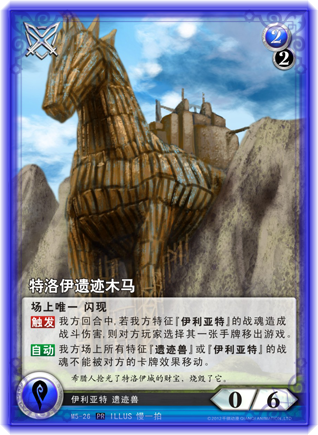 2
2
特洛伊遗迹木马
场上唯一 闪现
触发 我方回合中,若我方特征『伊利亚特』的战魂造成
战斗伤害,则对方玩家选择其一张手牌移出游戏。
自动 我方场上所有特征『遗迹兽』或『伊利亚特』的战
魂不能被对方的卡牌效果移动。
希腊人抢光了特洛伊城的财宝，烧毁了它。
伊利亚特 遗迹兽
0/6
PR ILLUS 慢一拍